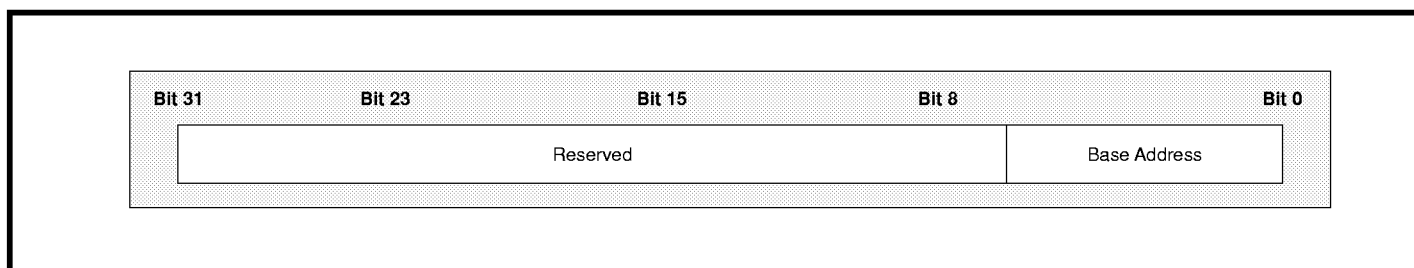 Bit 31 Bit 23 Bit 15 Bit 8 Bit 0
Reserved Base Address